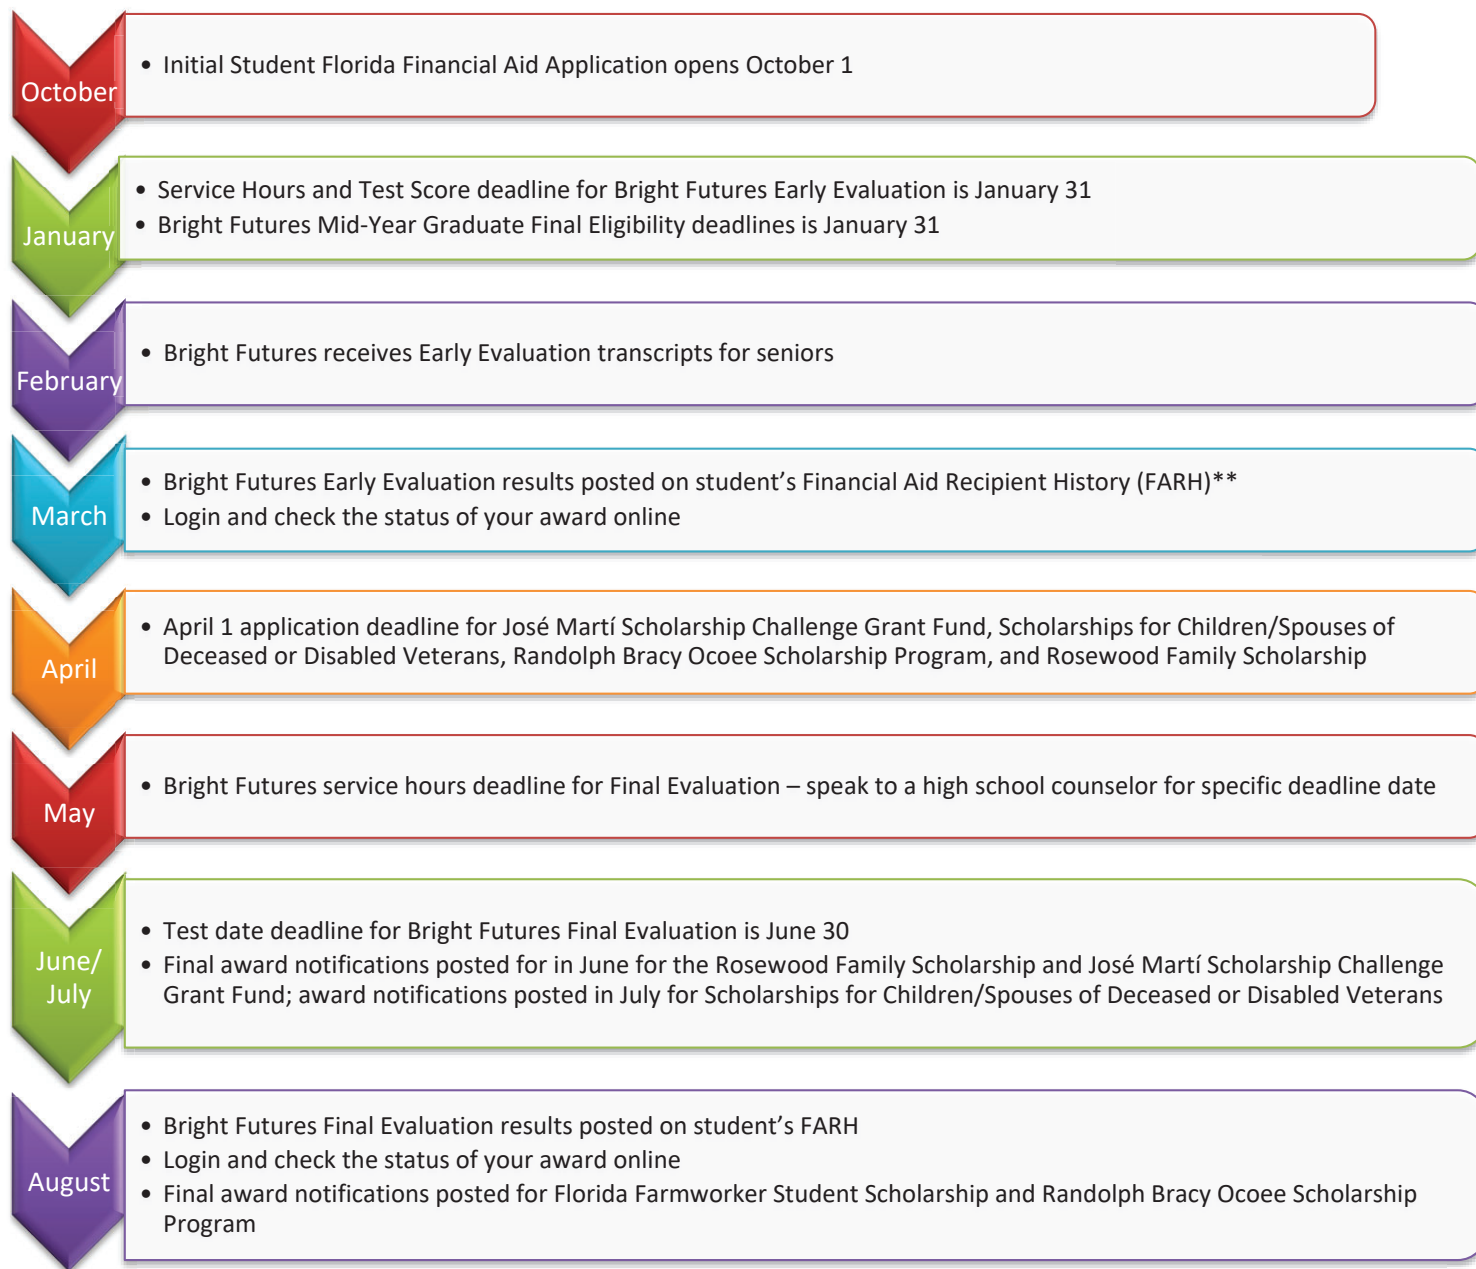 October
• Initial Student Florida Financial Aid Application opens October 1
January
• Service Hours and Test Score deadline for Bright Futures Early Evaluation is January 31
• Bright Futures Mid-Year Graduate Final Eligibility deadlines is January 31
February
• Bright Futures receives Early Evaluation transcripts for seniors
March
• Bright Futures Early Evaluation results posted on student’s Financial Aid Recipient History (FARH)**
• Login and check the status of your award online
April
• April 1 application deadline for José Martí Scholarship Challenge Grant Fund, Scholarships for Children/Spouses of
Deceased or Disabled Veterans, Randolph Bracy Ocoee Scholarship Program, and Rosewood Family Scholarship
May
• Bright Futures service hours deadline for Final Evaluation – speak to a high school counselor for specific deadline date
June/
July
• Test date deadline for Bright Futures Final Evaluation is June 30
• Final award notifications posted for in June for the Rosewood Family Scholarship and José Martí Scholarship Challenge
Grant Fund; award notifications posted in July for Scholarships for Children/Spouses of Deceased or Disabled Veterans
August
• Bright Futures Final Evaluation results posted on student’s FARH
• Login and check the status of your award online
• Final award notifications posted for Florida Farmworker Student Scholarship and Randolph Bracy Ocoee Scholarship
Program